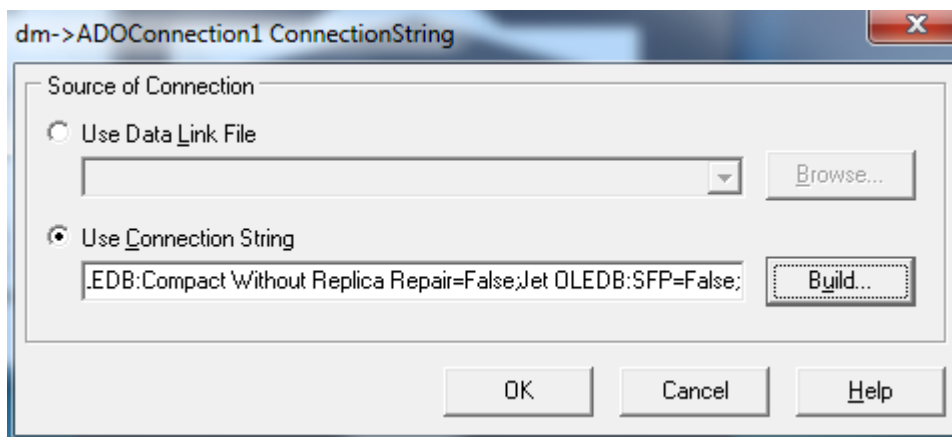 dm->ADOConnection1 ConnectionString
Source of Connection
Use Data Link File
Browse...
Use Connection String
.EDB:Compact Without Replica Repair=False;Jet OLEDB:SFP=False;
Build...
OK
Cancel
Help